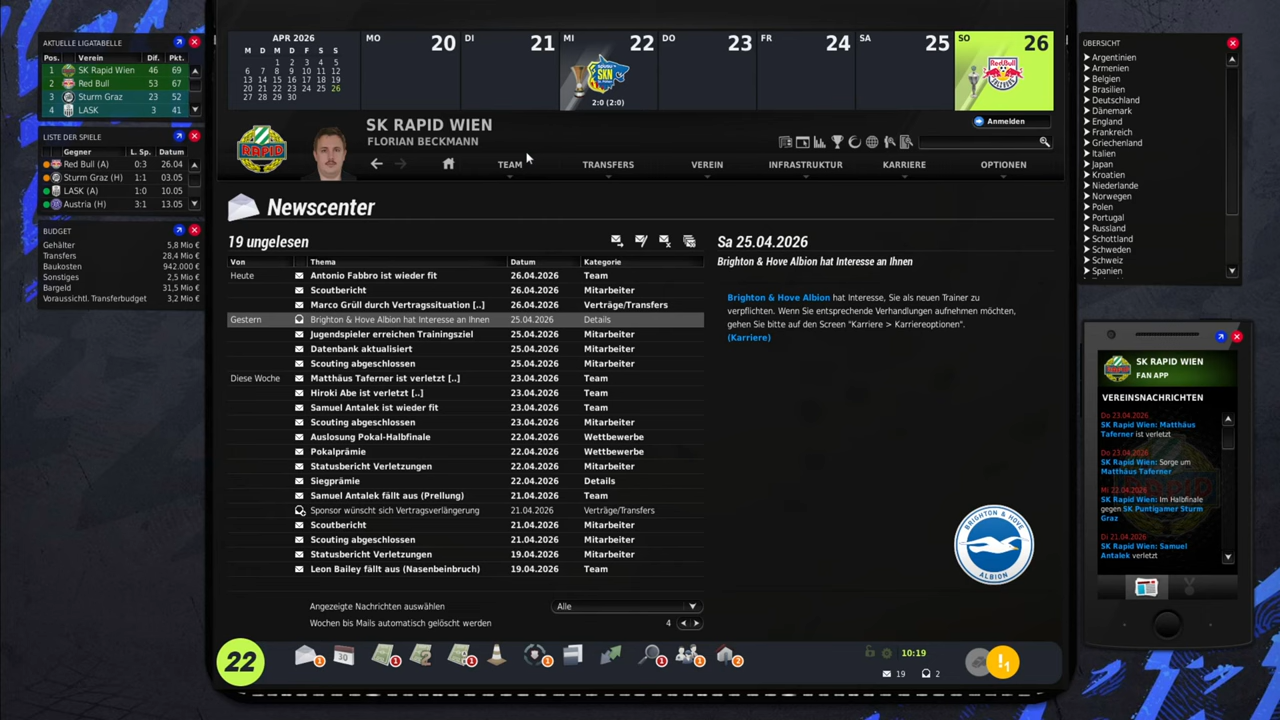 AKTUELLE LIGATABELLE
Pos. Verein Dif. Pkt.
1 SK Rapid Wien 46 69
2 Red Bull 53 67
3 Sturm Graz 23 52
4 LASK 3 41
LISTE DER SPIELE
Gegner L. Sp. Datum
Red Bull (A) 0:3 26.04
Sturm Graz (H) 1:1 03.05
LASK (A) 1:0 10.05
Austria (H) 3:1 13.05
BUDGET
Gehälter 5,8 Mio €
Transfers 28,4 Mio €
Baukosten 942.000 €
Sonstiges 2,5 Mio €
Bargeld 31,5 Mio €
Voraussichtl. Transferbudget 3,2 Mio €
APR 2026
M D M D F S S
1 2 3 4 5
6 7 8 9 10 11 12
13 14 15 16 17 18 19
20 21 22 23 24 25 26
27 28 29 30
MO 20 DI 21 MI 22 DO 23 FR 24 SA 25 SO 26
SKN
Red Bull
2:0 (2:0)
RAPID
SK RAPID WIEN
FLORIAN BECKMANN
Anmelden
TEAM TRANSFERS VEREIN INFRASTRUKTUR KARRIERE OPTIONEN
Newscenter
19 ungelesen
Von Thema Datum Kategorie
Heute Antonio Fabbro ist wieder fit 26.04.2026 Team
Scoutbericht 26.04.2026 Mitarbeiter
Marco Grüll durch Vertragssituation [..] 26.04.2026 Verträge/Transfers
Gestern Brighton & Hove Albion hat Interesse an Ihnen 25.04.2026 Details
Jugendspieler erreichen Trainingsziel 25.04.2026 Mitarbeiter
Datenbank aktualisiert 25.04.2026 Mitarbeiter
Scouting abgeschlossen 25.04.2026 Mitarbeiter
Diese Woche Matthäus Taferner ist verletzt [..] 23.04.2026 Team
Hiroki Abe ist verletzt [..] 23.04.2026 Team
Samuel Antalek ist wieder fit 23.04.2026 Team
Scouting abgeschlossen 23.04.2026 Mitarbeiter
Auslosung Pokal-Halbfinale 22.04.2026 Wettbewerbe
Pokalprämie 22.04.2026 Wettbewerbe
Statusbericht Verletzungen 22.04.2026 Mitarbeiter
Siegprämie 22.04.2026 Details
Samuel Antalek fällt aus (Prellung) 21.04.2026 Team
Sponsor wünscht sich Vertragsverlängerung 21.04.2026 Verträge/Transfers
Scoutbericht 21.04.2026 Mitarbeiter
Scouting abgeschlossen 21.04.2026 Mitarbeiter
Statusbericht Verletzungen 19.04.2026 Mitarbeiter
Leon Bailey fällt aus (Nasenbeinbruch) 19.04.2026 Team
Angezeigte Nachrichten auswählen Alle
Wochen bis Mails automatisch gelöscht werden 4
Sa 25.04.2026
Brighton & Hove Albion hat Interesse an Ihnen
Brighton & Hove Albion hat Interesse, Sie als neuen Trainer zu
verpflichten. Wenn Sie entsprechende Verhandlungen aufnehmen möchten,
gehen Sie bitte auf den Screen "Karriere > Karriereoptionen".
(Karriere)
BRIGHTON & HOVE
ALBION
22
1 30 1 2 1 1 1 1 2
10:19
19 2
!1
ÜBERSICHT
Argentinien
Armenien
Belgien
Brasilien
Deutschland
Dänemark
England
Frankreich
Griechenland
Italien
Japan
Kroatien
Niederlande
Norwegen
Polen
Portugal
Russland
Schottland
Schweden
Schweiz
Spanien
SK RAPID WIEN
FAN APP
VEREINSNACHRICHTEN
Do 23.04.2026
SK Rapid Wien: Matthäus
Taferner ist verletzt
Do 23.04.2026
SK Rapid Wien: Sorge um
Matthäus Taferner
Mi 22.04.2026
SK Rapid Wien: Im Halbfinale
gegen SK Puntigamer Sturm
Graz
Di 21.04.2026
SK Rapid Wien: Samuel
Antalek verletzt